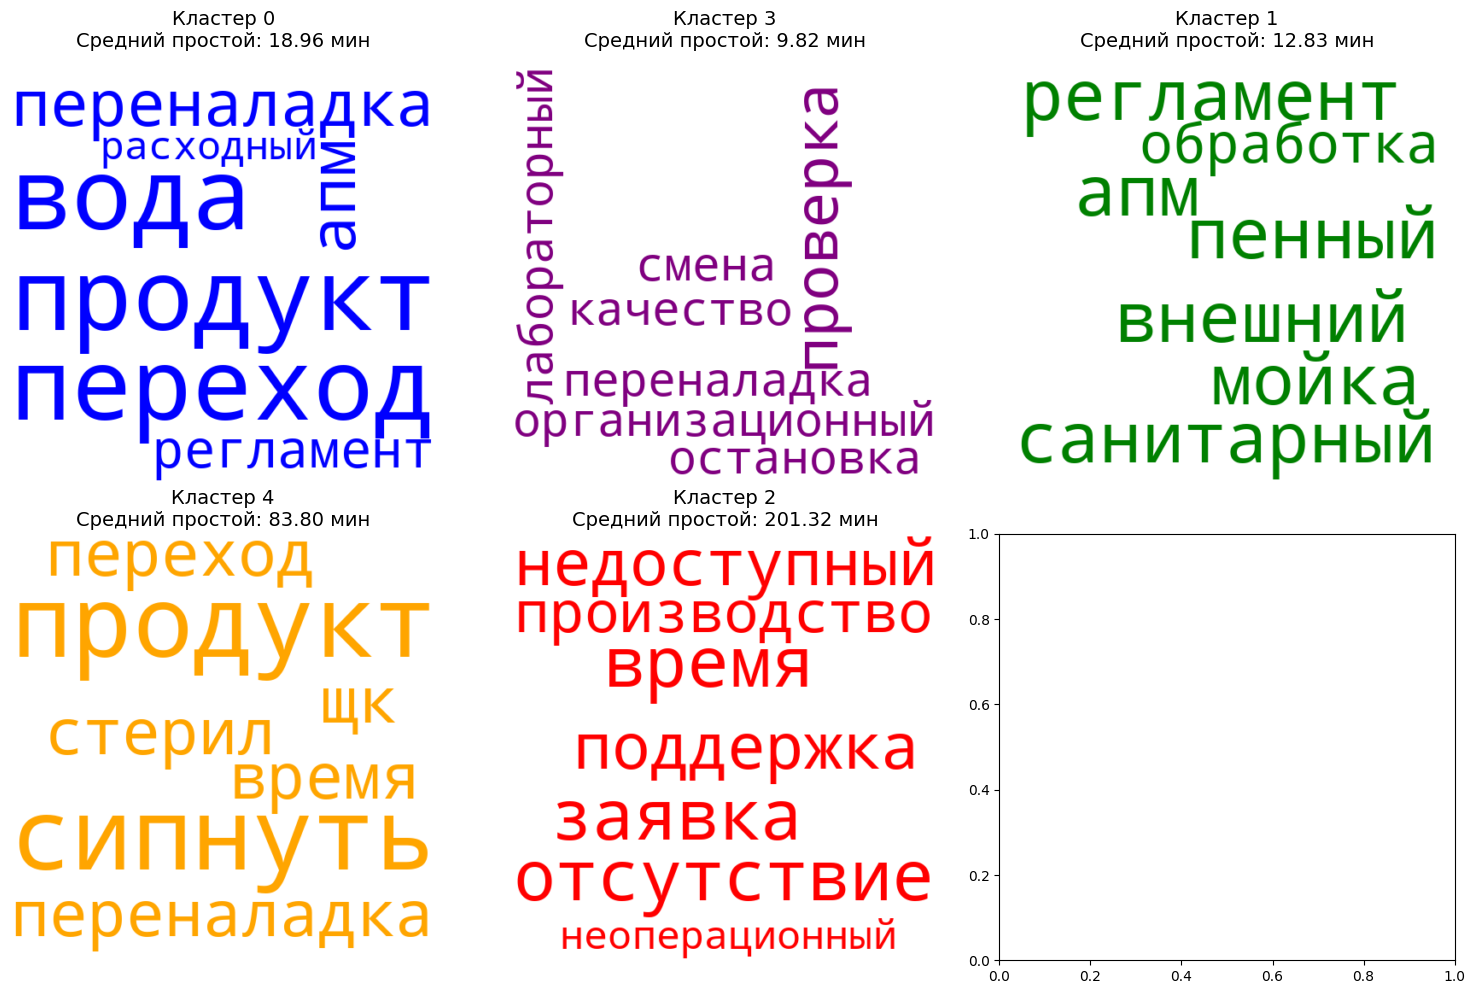 Кластер 0
Средний простой: 18.96 мин
переналадка
расходный
апм
вода
продукт
переход
регламент
Кластер 3
Средний простой: 9.82 мин
лабораторный
проверка
смена
качество
переналадка
организационный
остановка
Кластер 1
Средний простой: 12.83 мин
регламент
обработка
апм
пенный
внешний
мойка
санитарный
Кластер 4
Средний простой: 83.80 мин
переход
продукт
щк
стерил
время
сипнуть
переналадка
Кластер 2
Средний простой: 201.32 мин
недоступный
производство
время
поддержка
заявка
отсутствие
неоперационный
1.0
0.8
0.6
0.4
0.2
0.0
0.0 0.2 0.4 0.6 0.8 1.0